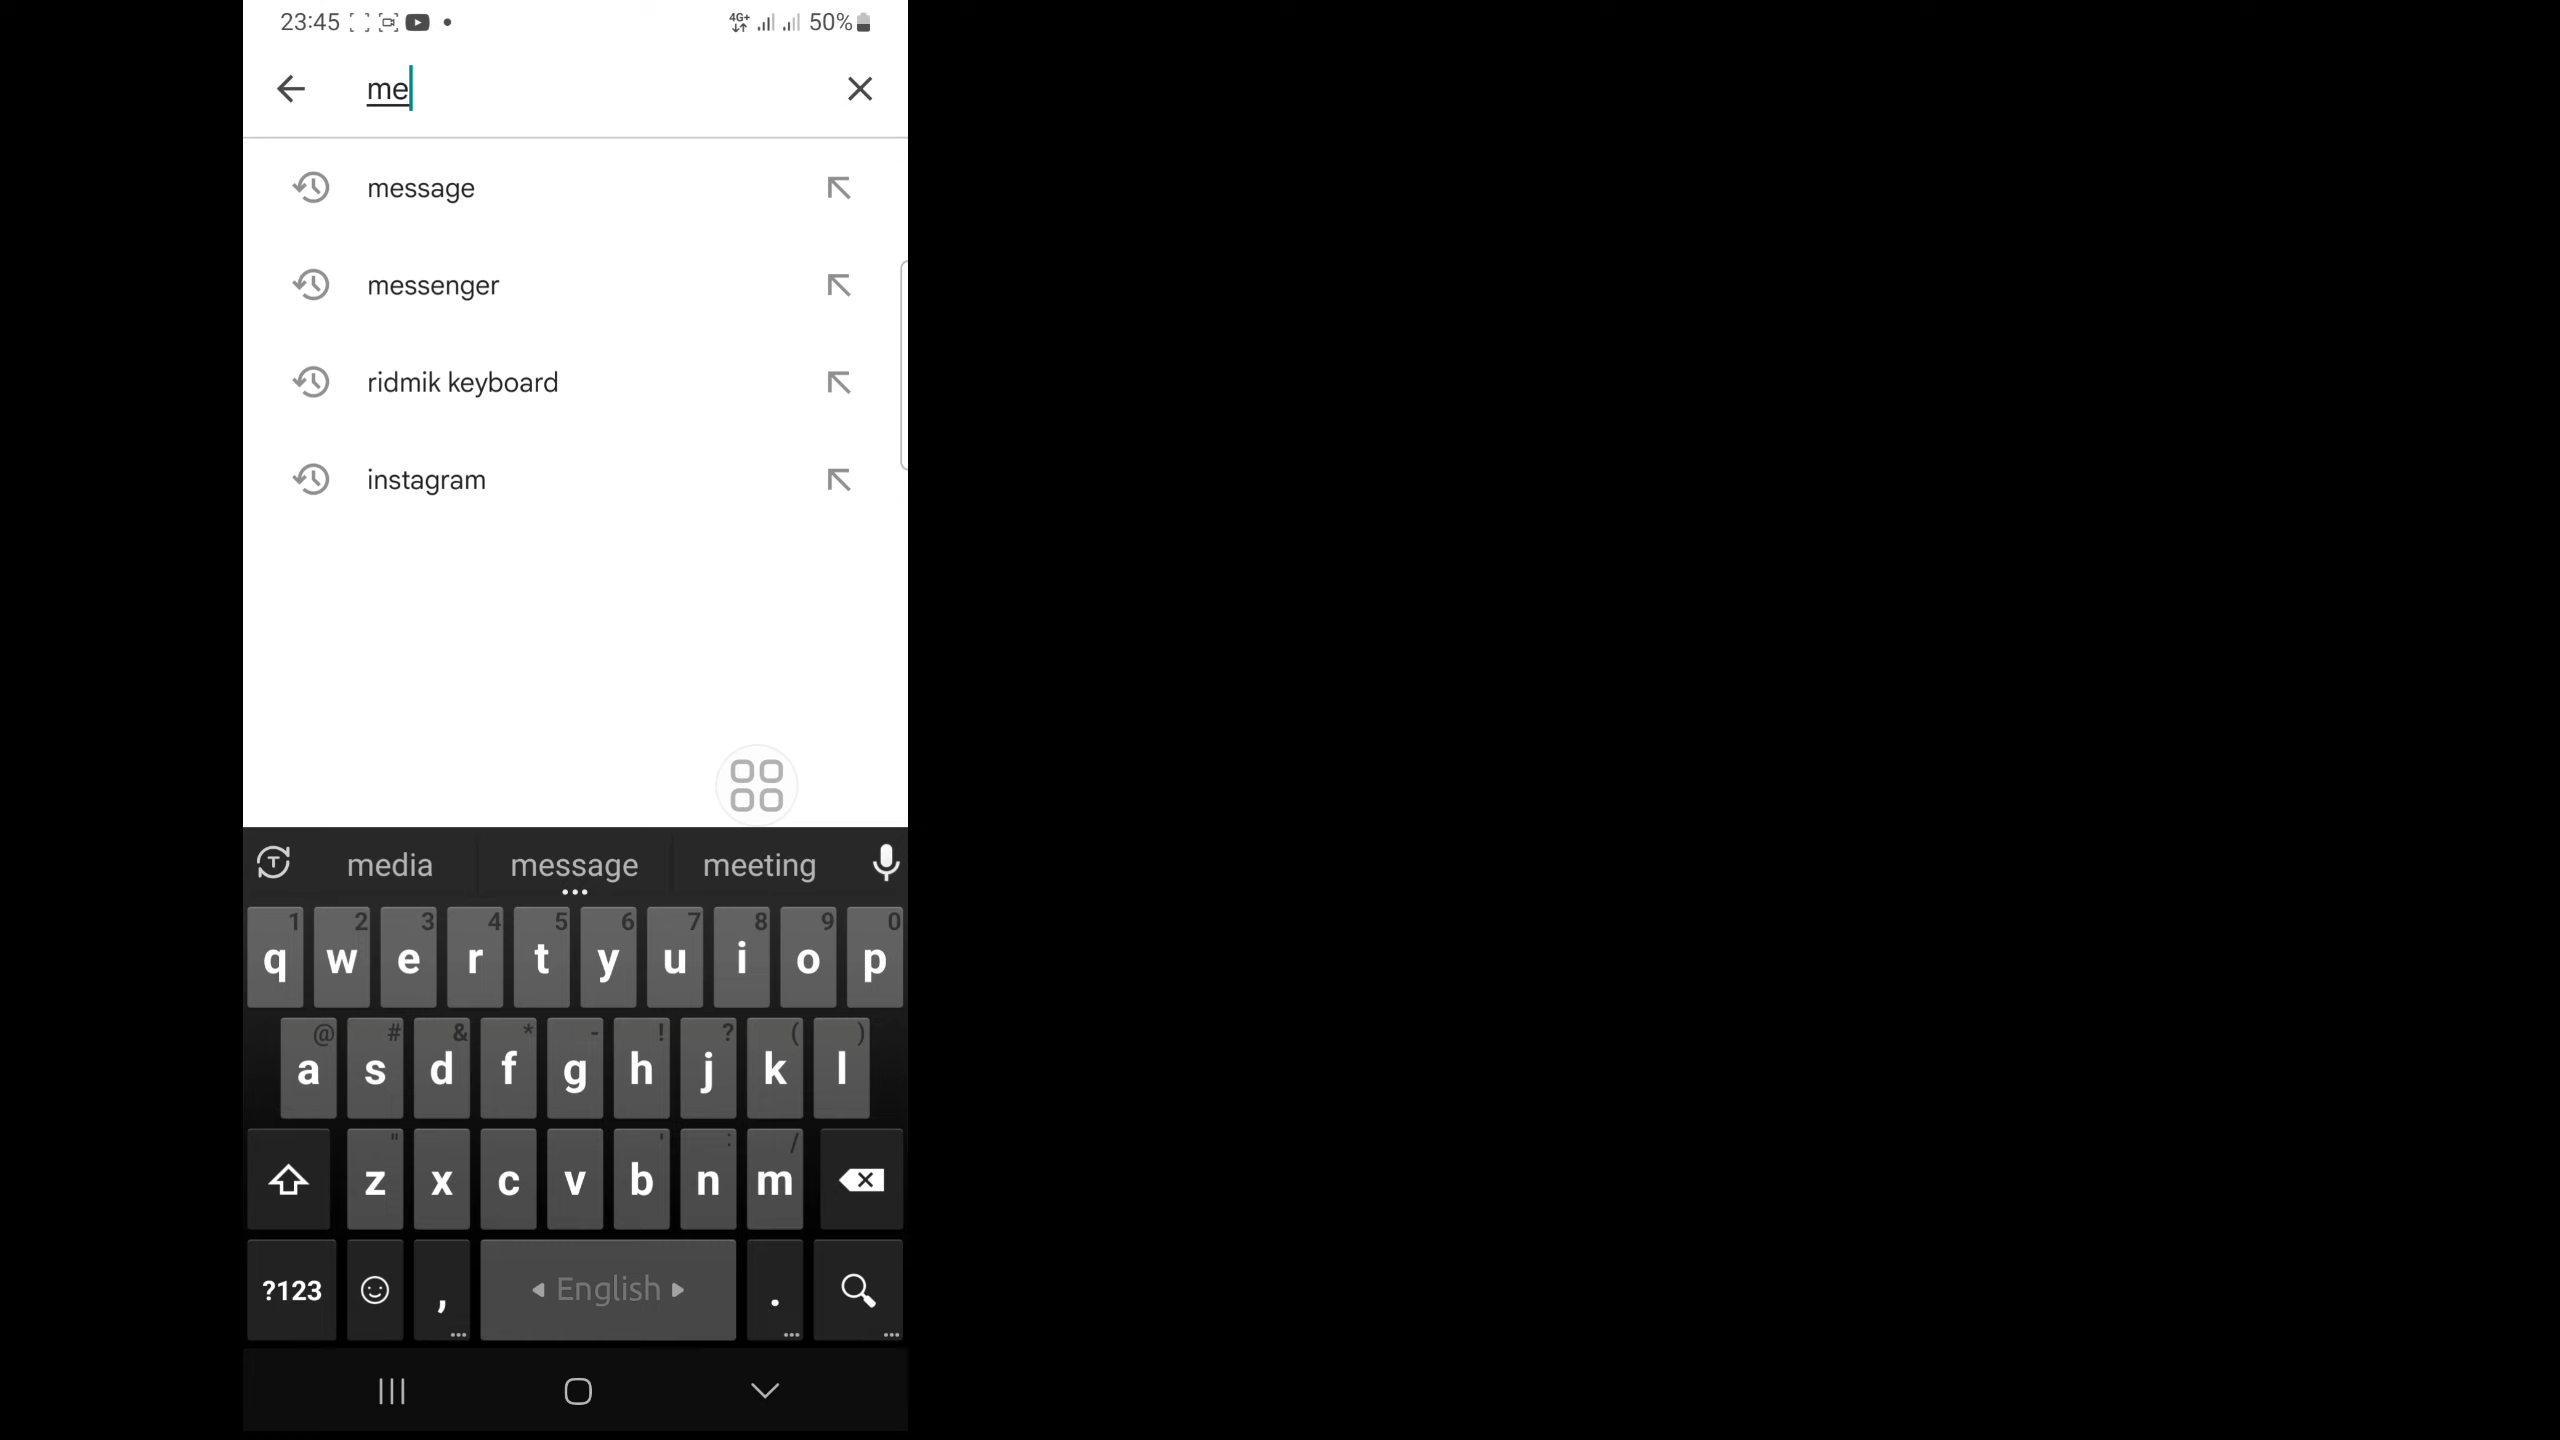 23:45 4G+ 50%
me
message
messenger
ridmik keyboard
instagram
media message meeting
1 2 3 4 5 6 7 8 9 0
q w e r t y u i o p
@ # & * - ! ? ( )
a s d f g h j k l
" ' : /
z x c v b n m
?123 , English .